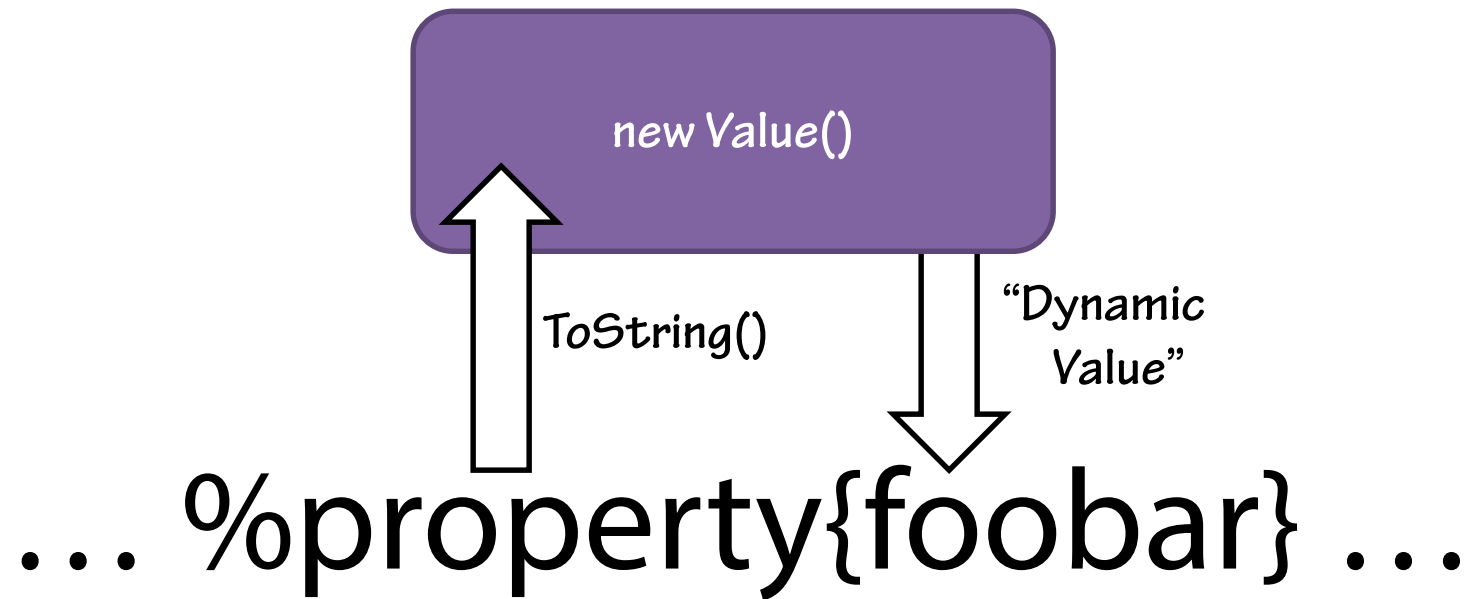 new Value()
ToString()
“Dynamic
Value”
... %property{foobar} ...